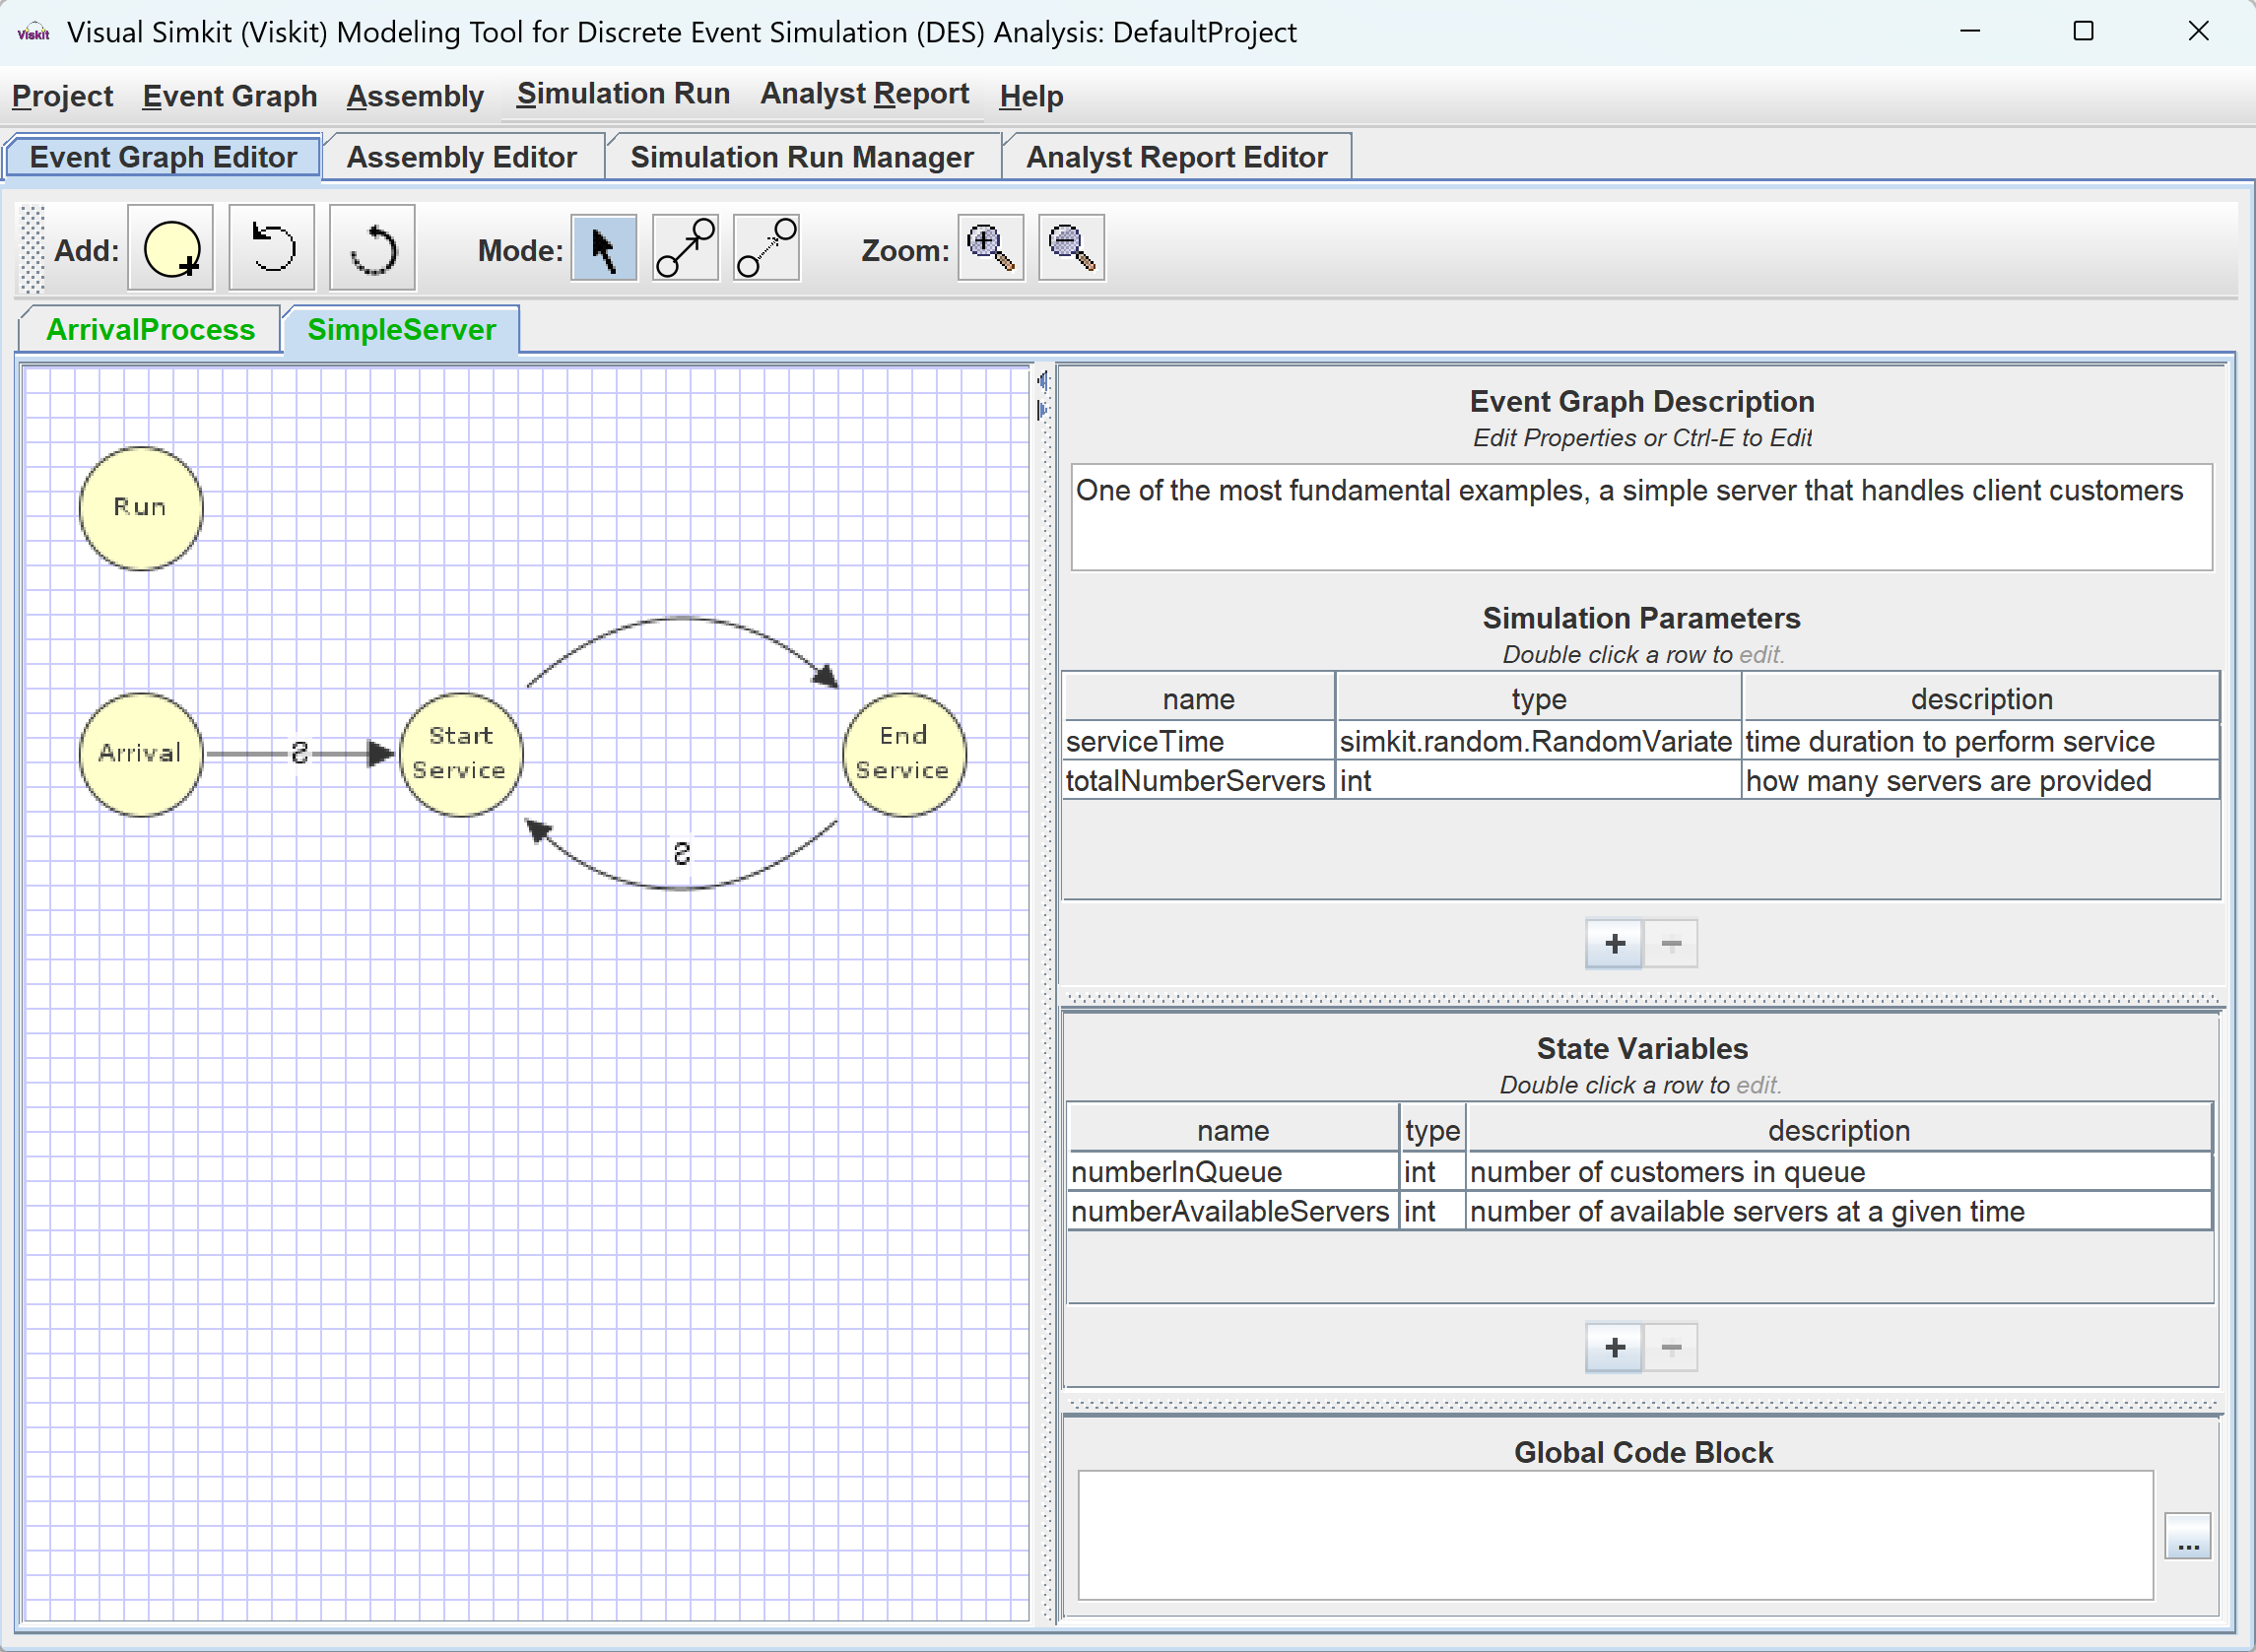 Viskit Visual Simkit (Viskit) Modeling Tool for Discrete Event Simulation (DES) Analysis: DefaultProject
Project Event Graph Assembly Simulation Run Analyst Report Help
Event Graph Editor Assembly Editor Simulation Run Manager Analyst Report Editor
Add: Mode: Zoom:
ArrivalProcess SimpleServer
Run
Arrival
S
Start
Service
End
Service
S
Event Graph Description
Edit Properties or Ctrl-E to Edit
One of the most fundamental examples, a simple server that handles client customers
Simulation Parameters
Double click a row to edit.
name type description
serviceTime simkit.random.RandomVariate time duration to perform service
totalNumberServers int how many servers are provided
+ −
State Variables
Double click a row to edit.
name type description
numberInQueue int number of customers in queue
numberAvailableServers int number of available servers at a given time
+ −
Global Code Block
...